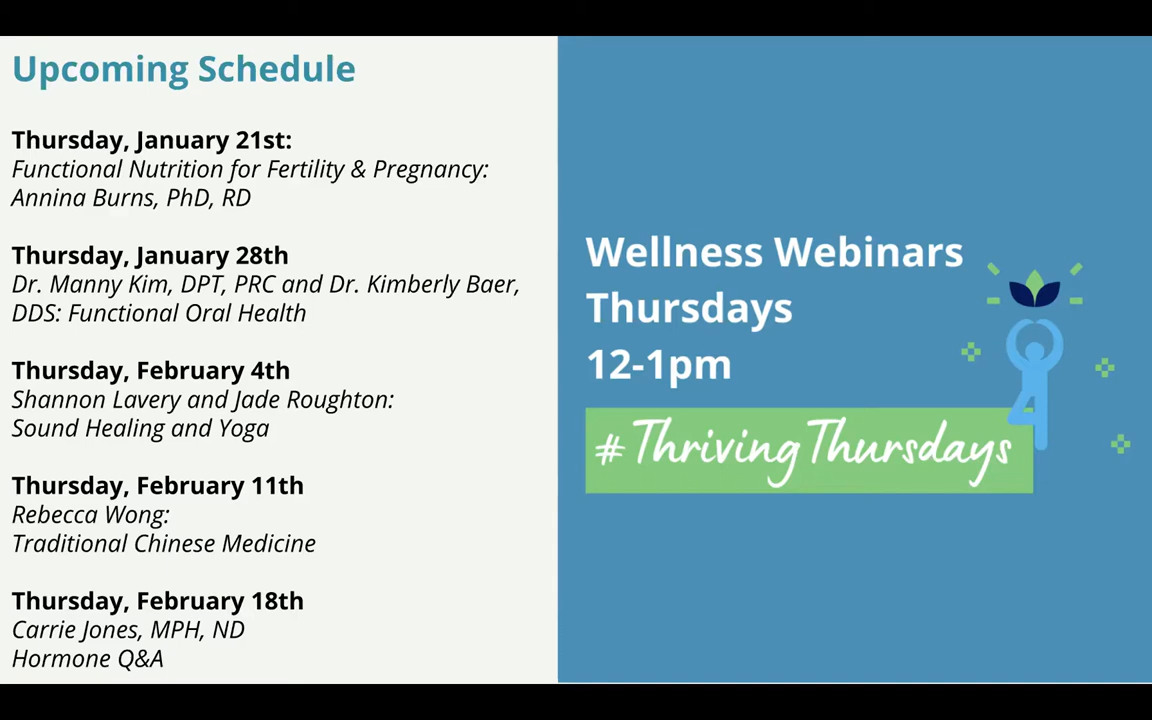 Upcoming Schedule
Thursday, January 21st:
Functional Nutrition for Fertility & Pregnancy:
Annina Burns, PhD, RD
Thursday, January 28th
Dr. Manny Kim, DPT, PRC and Dr. Kimberly Baer,
DDS: Functional Oral Health
Thursday, February 4th
Shannon Lavery and Jade Roughton:
Sound Healing and Yoga
Thursday, February 11th
Rebecca Wong:
Traditional Chinese Medicine
Thursday, February 18th
Carrie Jones, MPH, ND
Hormone Q&A
Wellness Webinars
Thursdays
12-1pm
#ThrivingThursdays